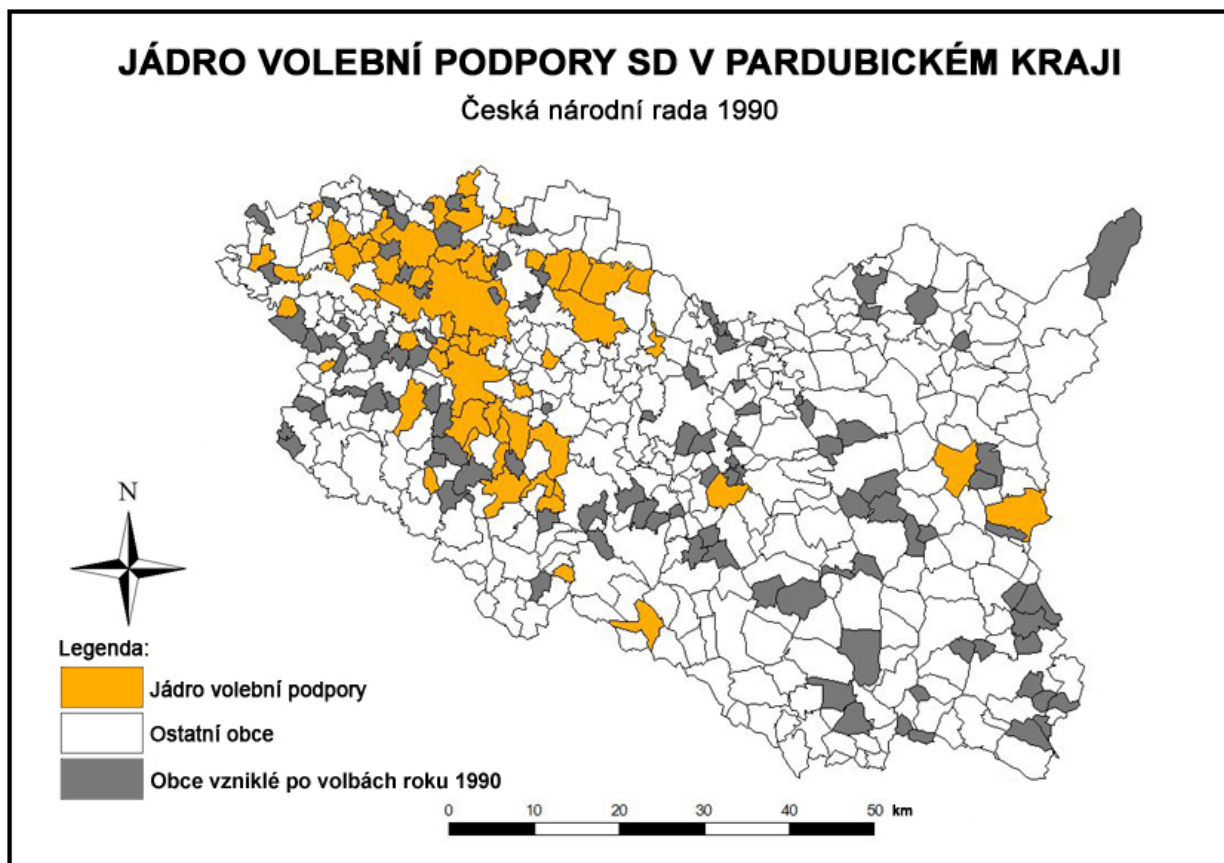 JÁDRO VOLEBNÍ PODPORY SD V PARDUBICKÉM KRAJI
Česká národní rada 1990
N
Legenda:
Jádro volební podpory
Ostatní obce
Obce vzniklé po volbách roku 1990
0 10 20 30 40 50 km